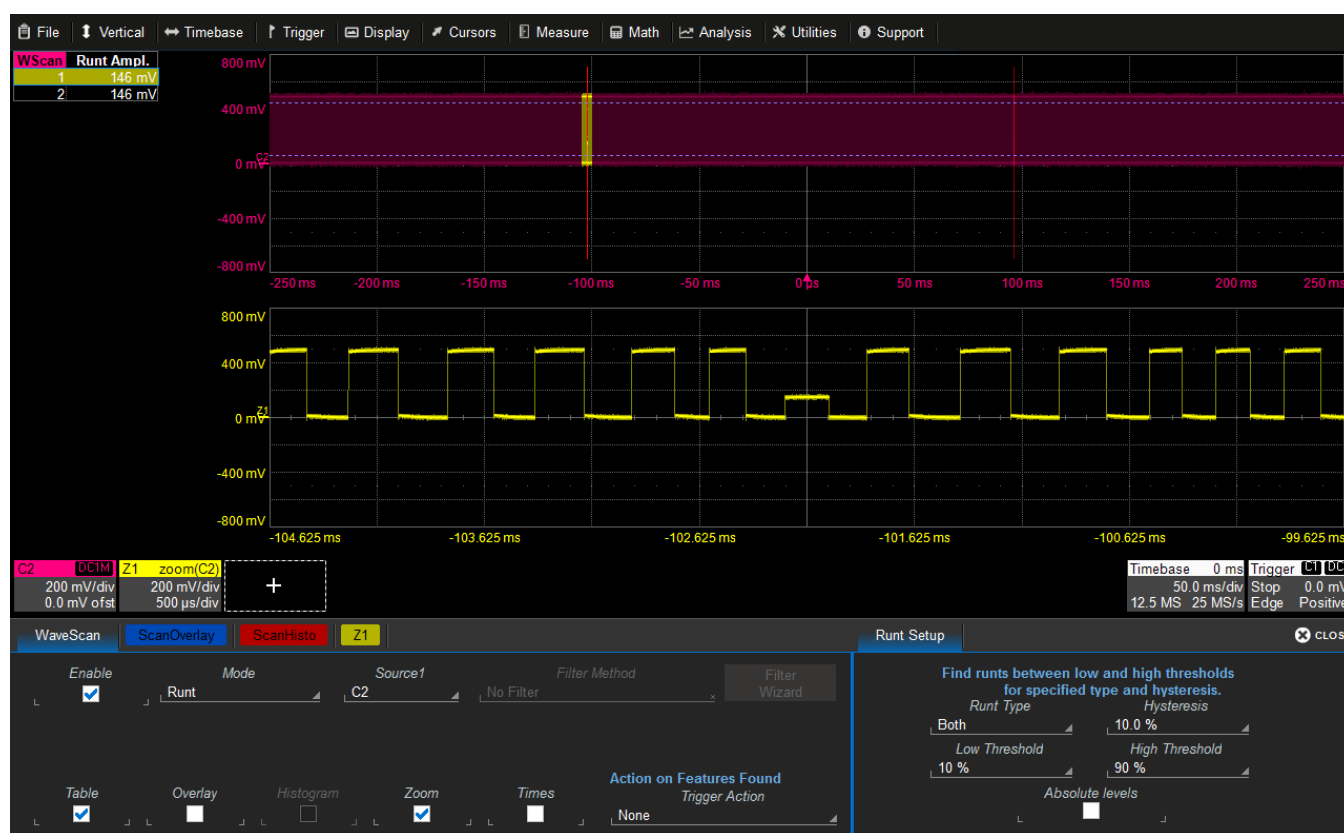 File Vertical Timebase Trigger Display Cursors Measure Math Analysis Utilities Support
WScan Runt Ampl.
1 146 mV
2 146 mV
800 mV
400 mV
C2
0 mV
-400 mV
-800 mV
-250 ms -200 ms -150 ms -100 ms -50 ms 0 µs 50 ms 100 ms 150 ms 200 ms 250 ms
800 mV
400 mV
Z1
0 mV
-400 mV
-800 mV
-104.625 ms -103.625 ms -102.625 ms -101.625 ms -100.625 ms -99.625 ms
C2 DC1M Z1 zoom(C2)
200 mV/div 200 mV/div
0.0 mV ofst 500 µs/div
+
Timebase 0 ms Trigger C1 DC
50.0 ms/div Stop 0.0 mV
12.5 MS 25 MS/s Edge Positive
WaveScan ScanOverlay ScanHisto Z1 Runt Setup CLOS
Enable Mode Source1 Filter Method
Runt C2 No Filter
Filter
Wizard
Table Overlay Histogram Zoom Times
Action on Features Found
Trigger Action
None
Find runts between low and high thresholds
for specified type and hysteresis.
Runt Type Hysteresis
Both 10.0 %
Low Threshold High Threshold
10 % 90 %
Absolute levels